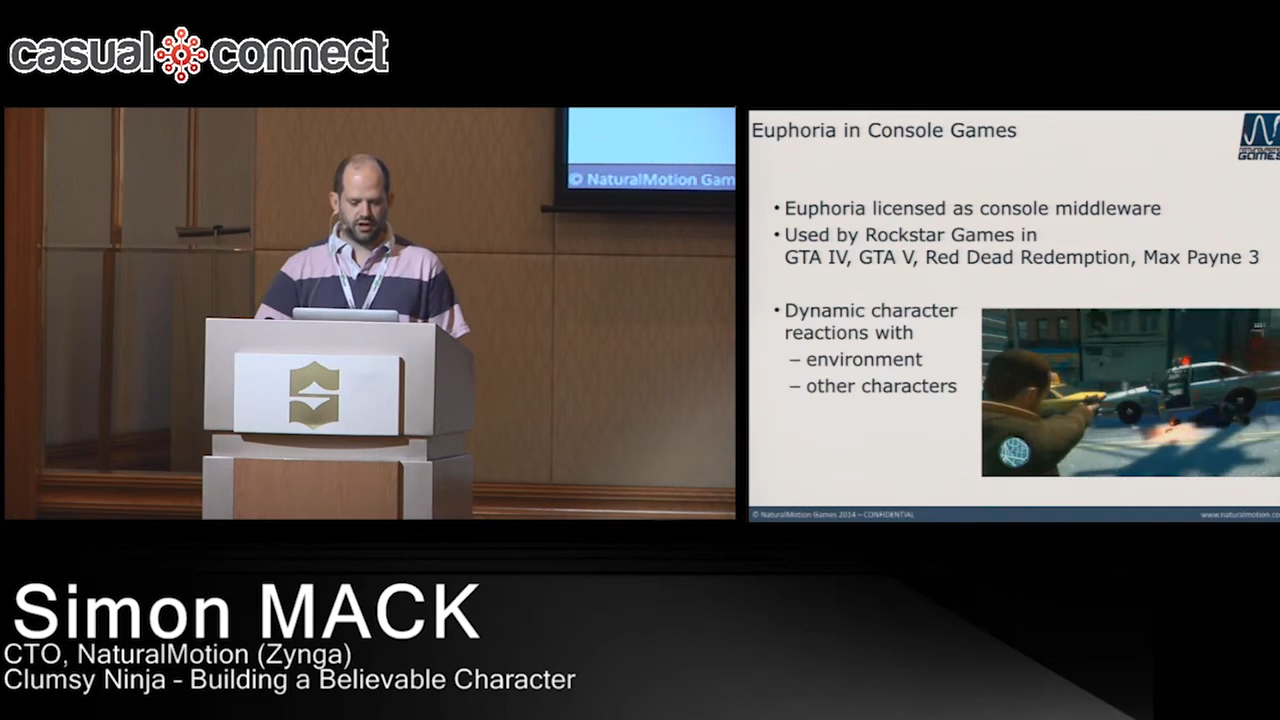 casual connect
© NaturalMotion Gam
Euphoria in Console Games
GAMES
• Euphoria licensed as console middleware
• Used by Rockstar Games in
GTA IV, GTA V, Red Dead Redemption, Max Payne 3
• Dynamic character
reactions with
– environment
– other characters
© NaturalMotion Games 2014 – CONFIDENTIAL
www.naturalmotion.co
Simon MACK
CTO, NaturalMotion (Zynga)
Clumsy Ninja - Building a Believable Character